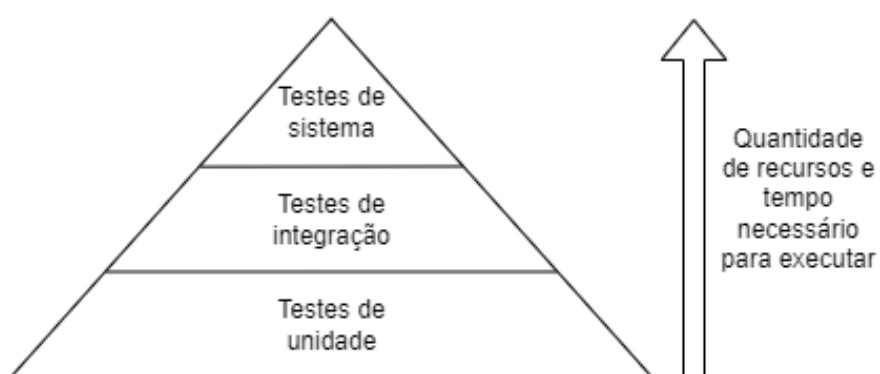 Testes de
sistema
Testes de
integração
Testes de
unidade
Quantidade
de recursos e
tempo
necessário
para executar